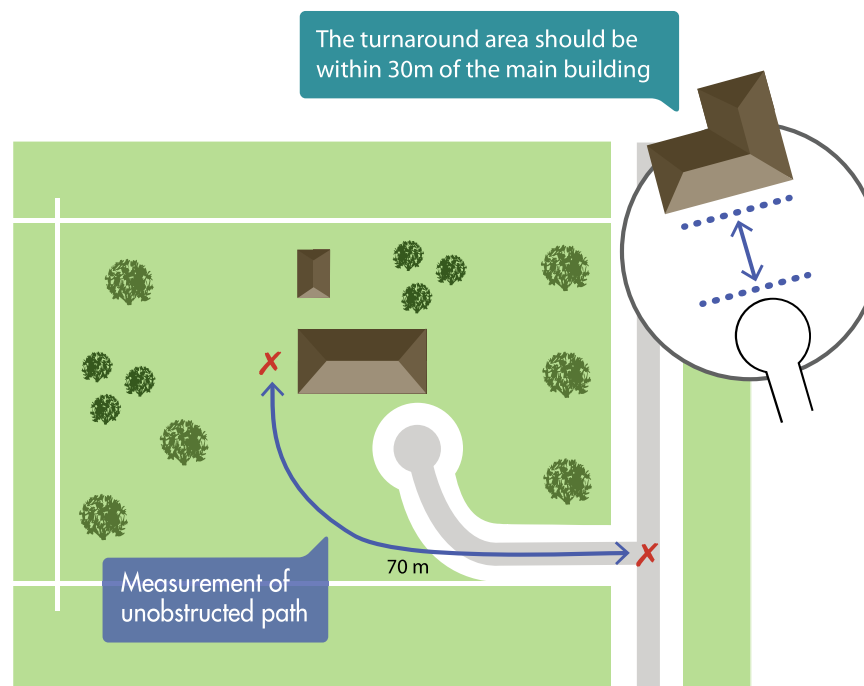 The turnaround area should be
within 30m of the main building
70 m
Measurement of
unobstructed path